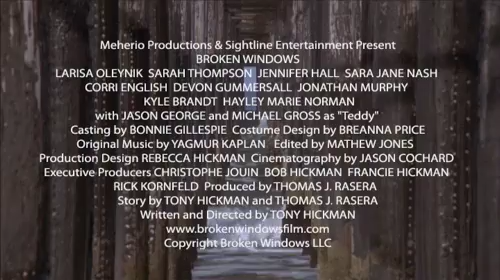 Meherio Productions & Sightline Entertainment Present
BROKEN WINDOWS
LARISA OLEYNIK SARAH THOMPSON JENNIFER HALL SARA JANE NASH
CORRI ENGLISH DEVON GUMMERSALL JONATHAN MURPHY
KYLE BRANDT HAYLEY MARIE NORMAN
with JASON GEORGE and MICHAEL GROSS as "Teddy"
Casting by BONNIE GILLESPIE Costume Design by BREANNA PRICE
Original Music by YAGMUR KAPLAN Edited by MATHEW JONES
Production Design REBECCA HICKMAN Cinematography by JASON COCHARD
Executive Producers CHRISTOPHE JOUIN BOB HICKMAN FRANCIE HICKMAN
RICK KORNFELD Produced by THOMAS J. RASERA
Story by TONY HICKMAN and THOMAS J. RASERA
Written and Directed by TONY HICKMAN
www.brokenwindowsfilm.com
Copyright Broken Windows LLC